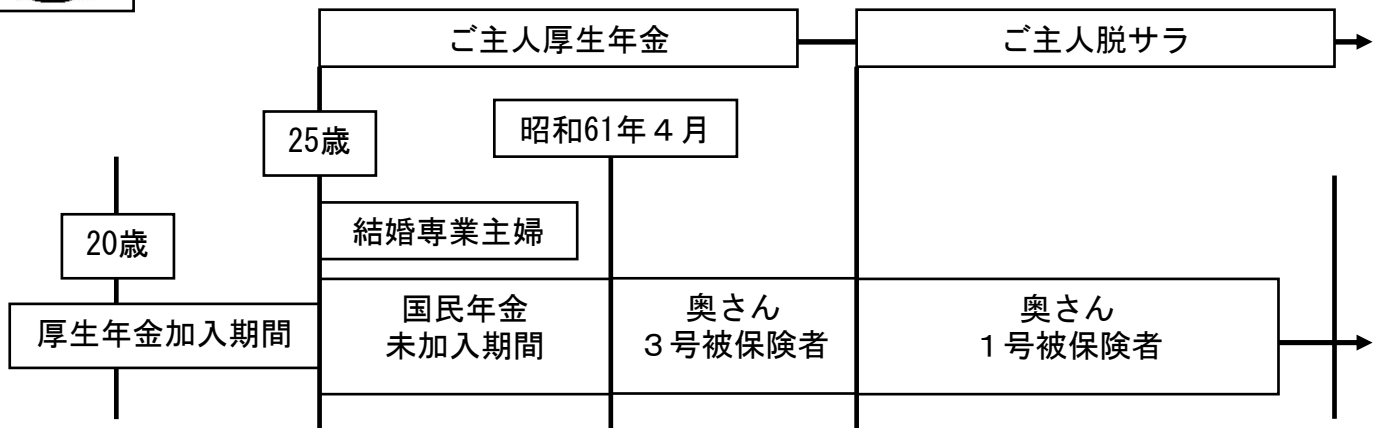 ご主人厚生年金
ご主人脱サラ
25歳
昭和61年４月
20歳
結婚専業主婦
厚生年金加入期間
国民年金
未加入期間
奥さん
３号被保険者
奥さん
１号被保険者